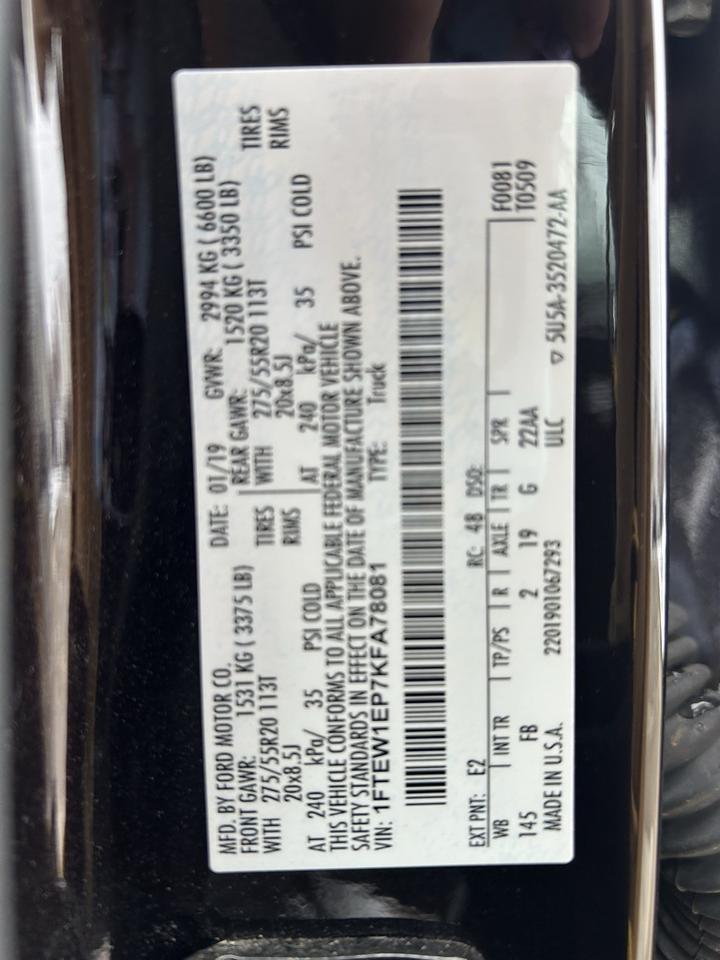 MFD. BY FORD MOTOR CO.
DATE: 01/19 GVWR: 2994 KG ( 6600 LB)
FRONT GAWR: 1531 KG ( 3375 LB) REAR GAWR: 1520 KG ( 3350 LB)
WITH 275/55R20 113T TIRES WITH 275/55R20 113T TIRES
20x8.5J RIMS 20x8.5J RIMS
AT 240 kPa/ 35 PSI COLD AT 240 kPa/ 35 PSI COLD
THIS VEHICLE CONFORMS TO ALL APPLICABLE FEDERAL MOTOR VEHICLE
SAFETY STANDARDS IN EFFECT ON THE DATE OF MANUFACTURE SHOWN ABOVE.
VIN: 1FTEW1EP7KFA78081 TYPE: Truck
EXT PNT: E2 RC: 48 DSO:
WB INT TR TP/PS R AXLE TR SPR F0081
145 FB 2 19 G 22AA T0509
MADE IN U.S.A. 2201901067293 ULC ▽ 5U5A-3520472-AA